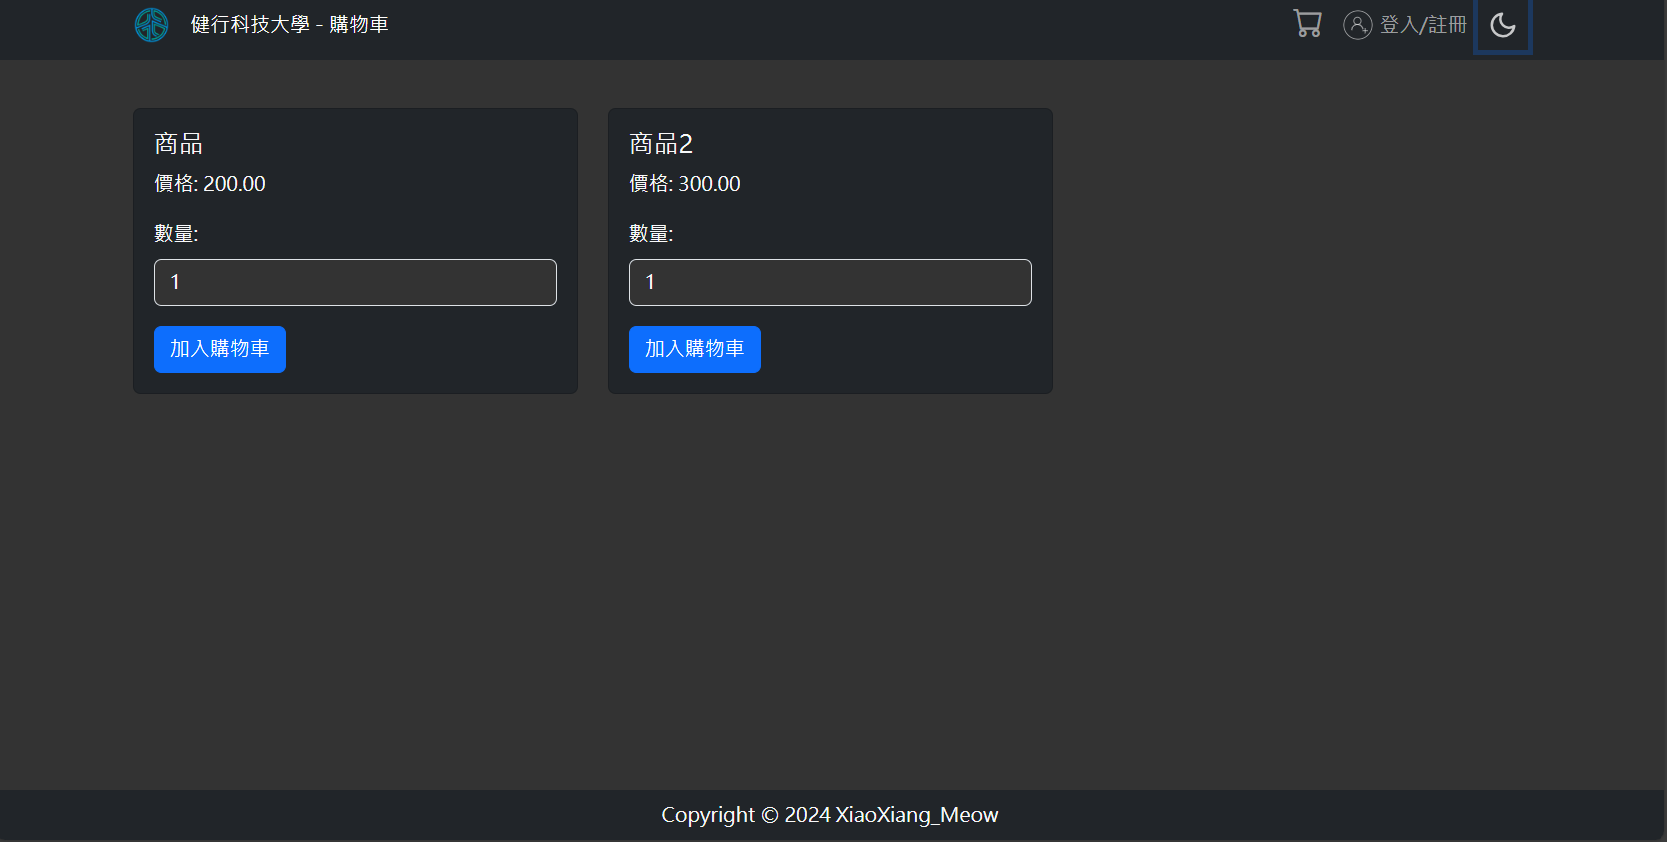 健行科技大學 - 購物車
登入/註冊
商品
價格: 200.00
數量:
1
加入購物車
商品2
價格: 300.00
數量:
1
加入購物車
Copyright © 2024 XiaoXiang_Meow